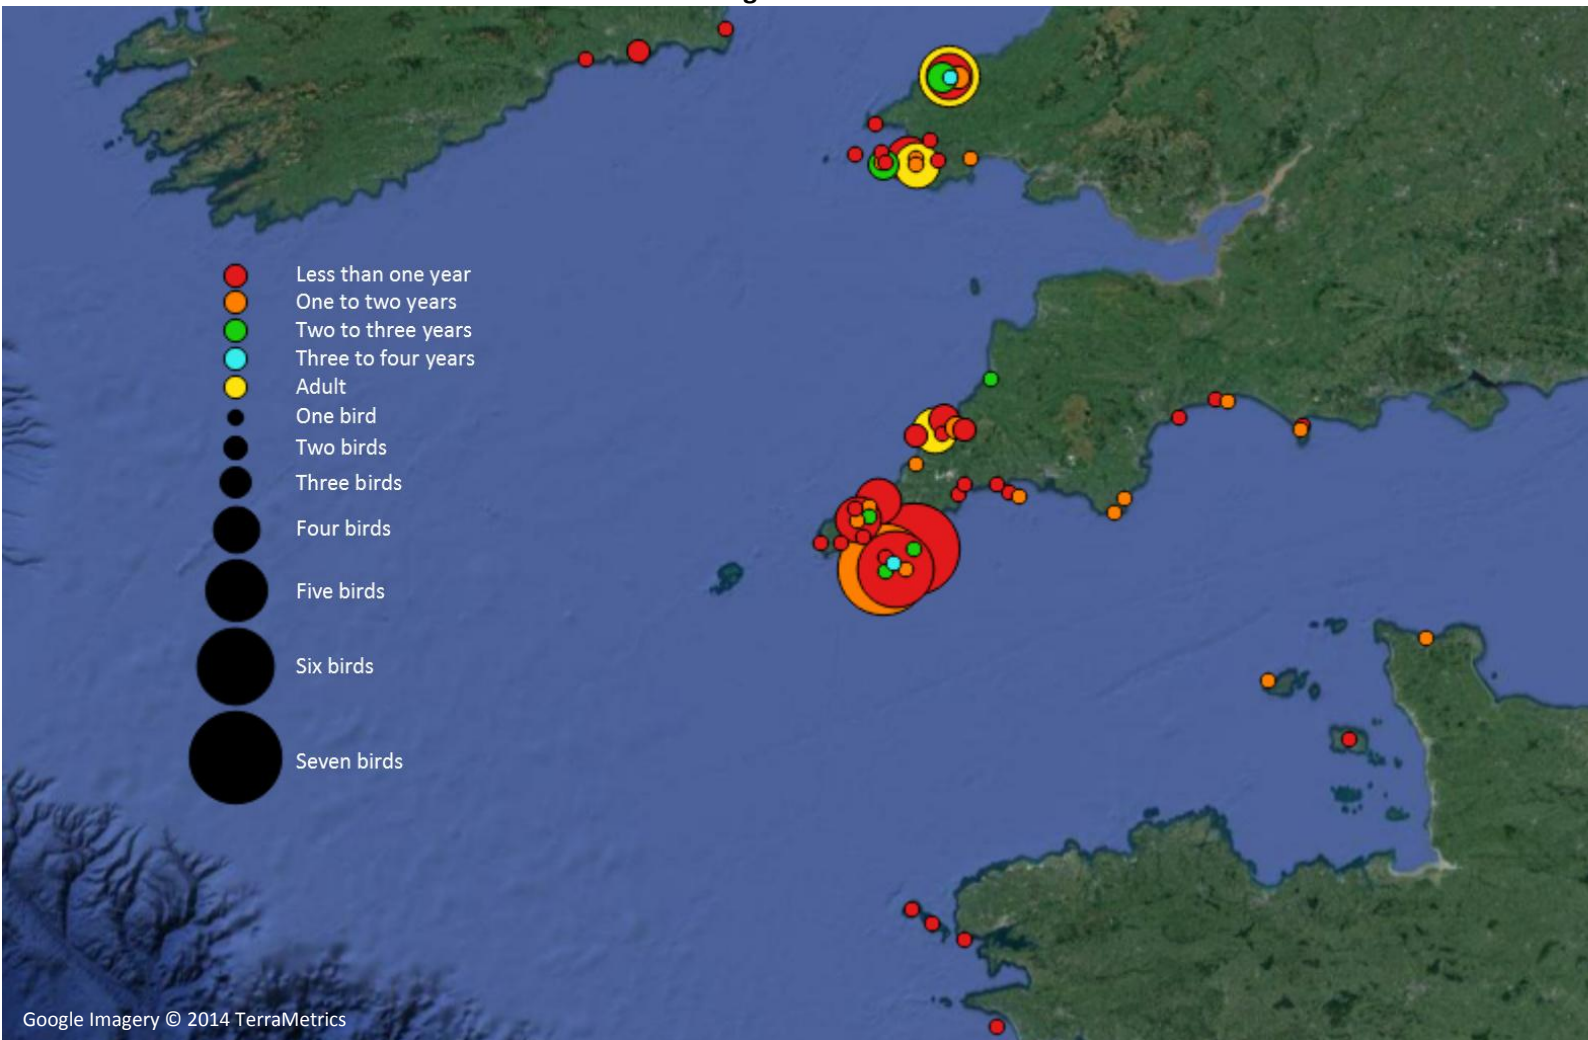 Less than one year
One to two years
Two to three years
Three to four years
Adult
One bird
Two birds
Three birds
Four birds
Five birds
Six birds
Seven birds
Google Imagery © 2014 TerraMetrics